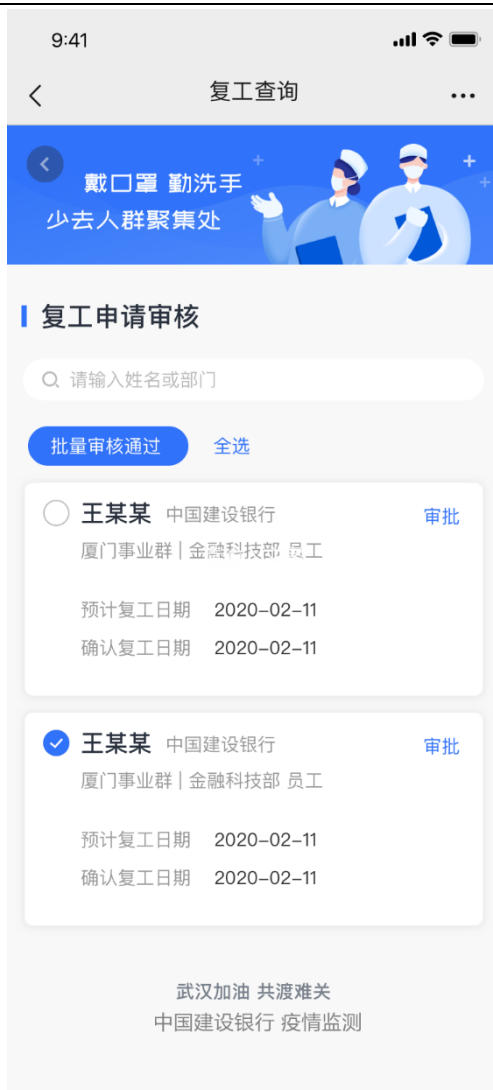 9:41
复工查询
戴口罩 勤洗手
少去人群聚集处
复工申请审核
请输入姓名或部门
批量审核通过 全选
王某某 中国建设银行 审批
厦门事业群 | 金融科技部 员工
预计复工日期 2020-02-11
确认复工日期 2020-02-11
王某某 中国建设银行 审批
厦门事业群 | 金融科技部 员工
预计复工日期 2020-02-11
确认复工日期 2020-02-11
武汉加油 共渡难关
中国建设银行 疫情监测